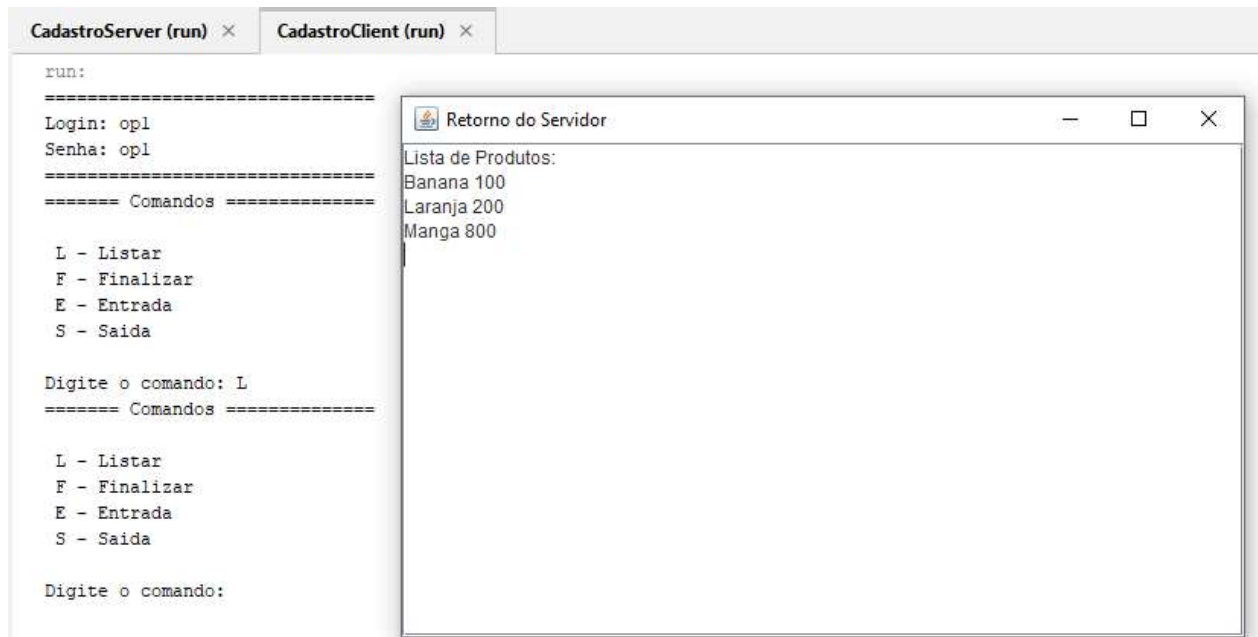 CadastroServer (run) × CadastroClient (run) ×
run:
===============================
Login: op1
Senha: op1
===============================
======= Comandos ==============
L - Listar
F - Finalizar
E - Entrada
S - Saida
Digite o comando: L
======= Comandos ==============
L - Listar
F - Finalizar
E - Entrada
S - Saida
Digite o comando:
Retorno do Servidor
Lista de Produtos:
Banana 100
Laranja 200
Manga 800